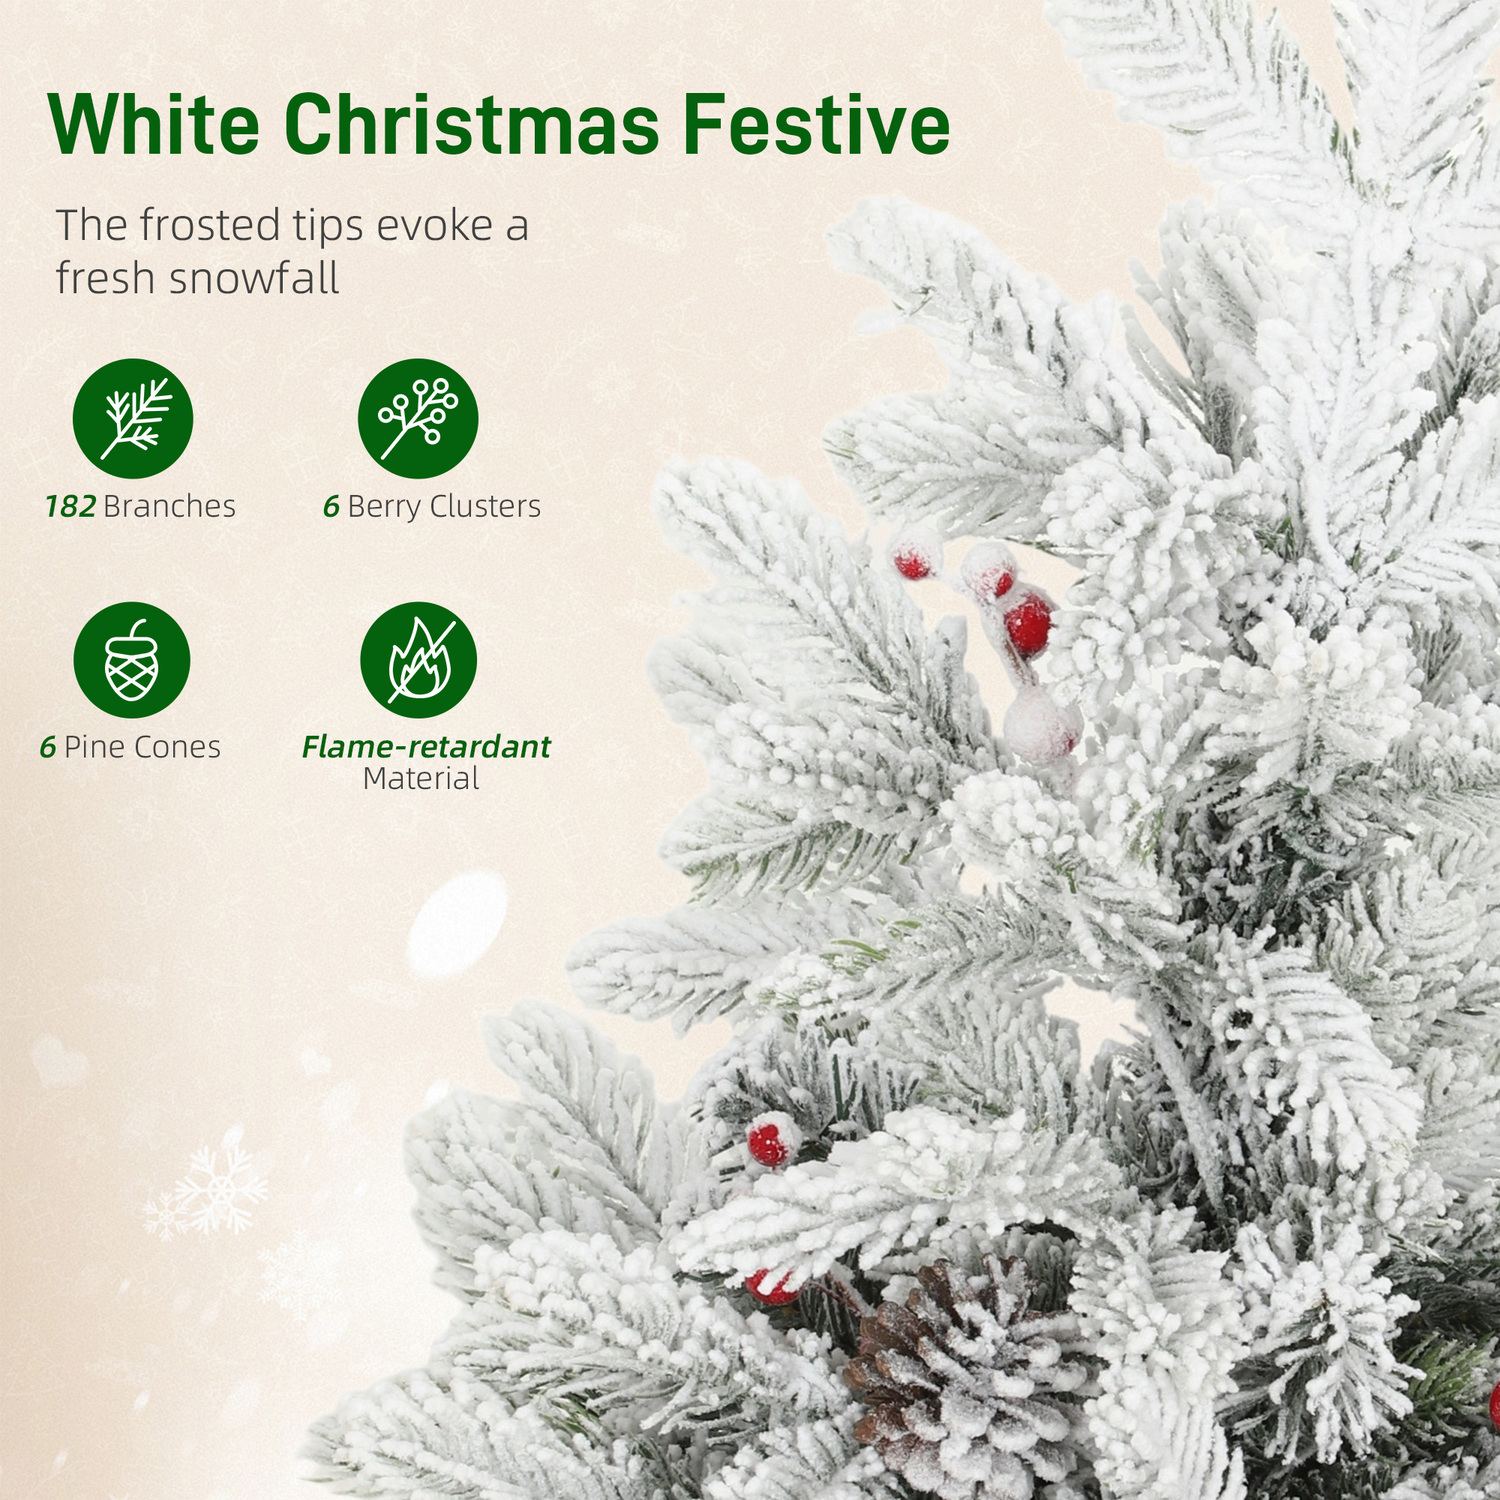 White Christmas Festive
The frosted tips evoke a
fresh snowfall
182 Branches
6 Berry Clusters
6 Pine Cones
Flame-retardant
Material